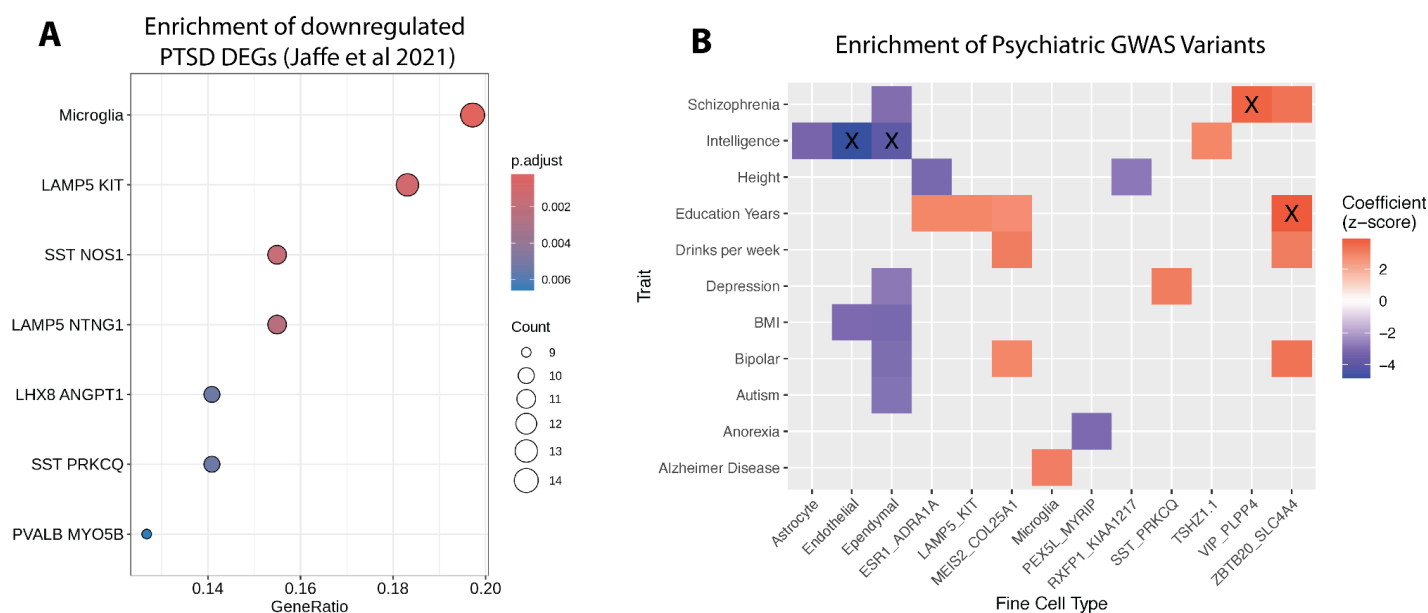 A
Enrichment of downregulated
PTSD DEGs (Jaffe et al 2021)
Microglia
LAMP5 KIT
SST NOS1
LAMP5 NTNG1
LHX8 ANGPT1
SST PRKCQ
PVALB MYO5B
0.14
0.16
0.18
0.20
GeneRatio
p.adjust
0.002
0.004
0.006
Count
9
10
11
12
13
14
B
Enrichment of Psychiatric GWAS Variants
Trait
Schizophrenia
Intelligence
Height
Education Years
Drinks per week
Depression
BMI
Bipolar
Autism
Anorexia
Alzheimer Disease
X
X
X
X
Astrocyte
Endothelial
Ependymal
ESR1_ADRA1A
LAMP5_KIT
MEIS2_COL25A1
Microglia
PEX5L_MYRIP
RXFP1_KIAA1217
SST_PRKCQ
TSHZ1.1
VIP_PLPP4
ZBTB20_SLC4A4
Fine Cell Type
Coefficient
(z−score)
2
0
−2
−4